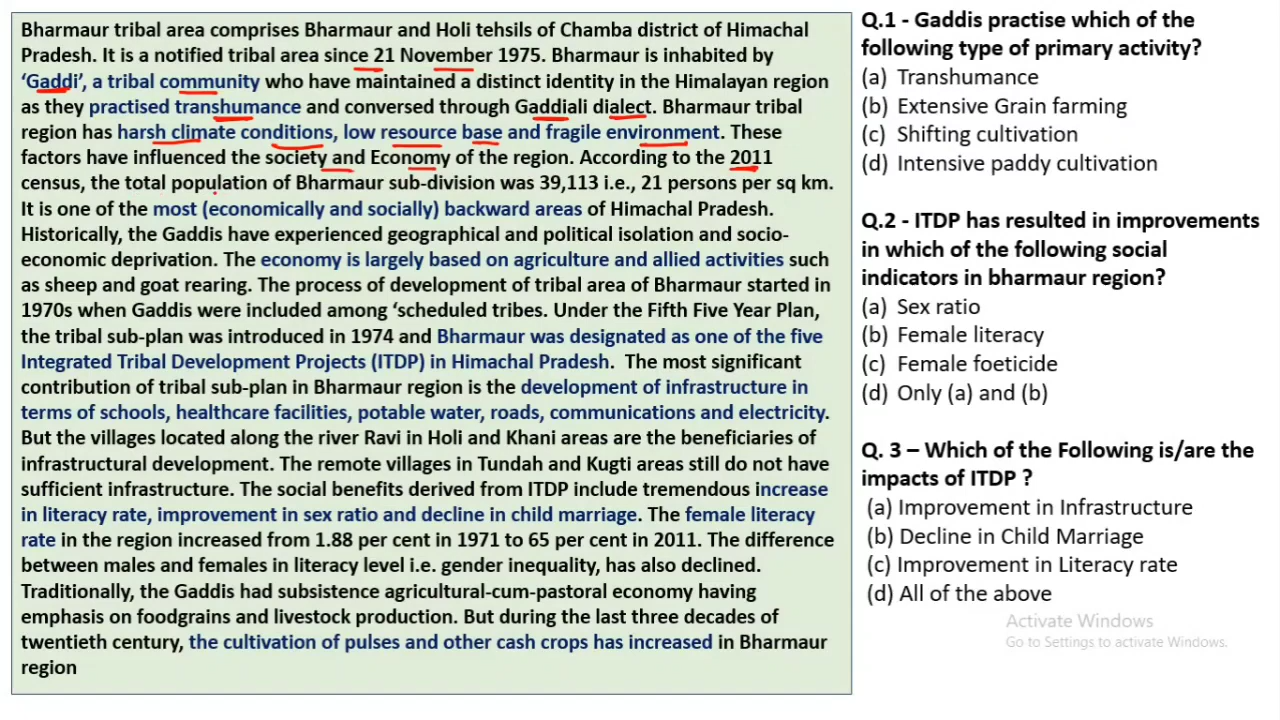 Bharmaur tribal area comprises Bharmaur and Holi tehsils of Chamba district of Himachal
Pradesh. It is a notified tribal area since 21 November 1975. Bharmaur is inhabited by
‘Gaddi’, a tribal community who have maintained a distinct identity in the Himalayan region
as they practised transhumance and conversed through Gaddiali dialect. Bharmaur tribal
region has harsh climate conditions, low resource base and fragile environment. These
factors have influenced the society and Economy of the region. According to the 2011
census, the total population of Bharmaur sub-division was 39,113 i.e., 21 persons per sq km.
It is one of the most (economically and socially) backward areas of Himachal Pradesh.
Historically, the Gaddis have experienced geographical and political isolation and socio-
economic deprivation. The economy is largely based on agriculture and allied activities such
as sheep and goat rearing. The process of development of tribal area of Bharmaur started in
1970s when Gaddis were included among ‘scheduled tribes. Under the Fifth Five Year Plan,
the tribal sub-plan was introduced in 1974 and Bharmaur was designated as one of the five
Integrated Tribal Development Projects (ITDP) in Himachal Pradesh. The most significant
contribution of tribal sub-plan in Bharmaur region is the development of infrastructure in
terms of schools, healthcare facilities, potable water, roads, communications and electricity.
But the villages located along the river Ravi in Holi and Khani areas are the beneficiaries of
infrastructural development. The remote villages in Tundah and Kugti areas still do not have
sufficient infrastructure. The social benefits derived from ITDP include tremendous increase
in literacy rate, improvement in sex ratio and decline in child marriage. The female literacy
rate in the region increased from 1.88 per cent in 1971 to 65 per cent in 2011. The difference
between males and females in literacy level i.e. gender inequality, has also declined.
Traditionally, the Gaddis had subsistence agricultural-cum-pastoral economy having
emphasis on foodgrains and livestock production. But during the last three decades of
twentieth century, the cultivation of pulses and other cash crops has increased in Bharmaur
region
Q.1 - Gaddis practise which of the
following type of primary activity?
(a) Transhumance
(b) Extensive Grain farming
(c) Shifting cultivation
(d) Intensive paddy cultivation
Q.2 - ITDP has resulted in improvements
in which of the following social
indicators in bharmaur region?
(a) Sex ratio
(b) Female literacy
(c) Female foeticide
(d) Only (a) and (b)
Q. 3 – Which of the Following is/are the
impacts of ITDP ?
(a) Improvement in Infrastructure
(b) Decline in Child Marriage
(c) Improvement in Literacy rate
(d) All of the above
Activate Windows
Go to Settings to activate Windows.